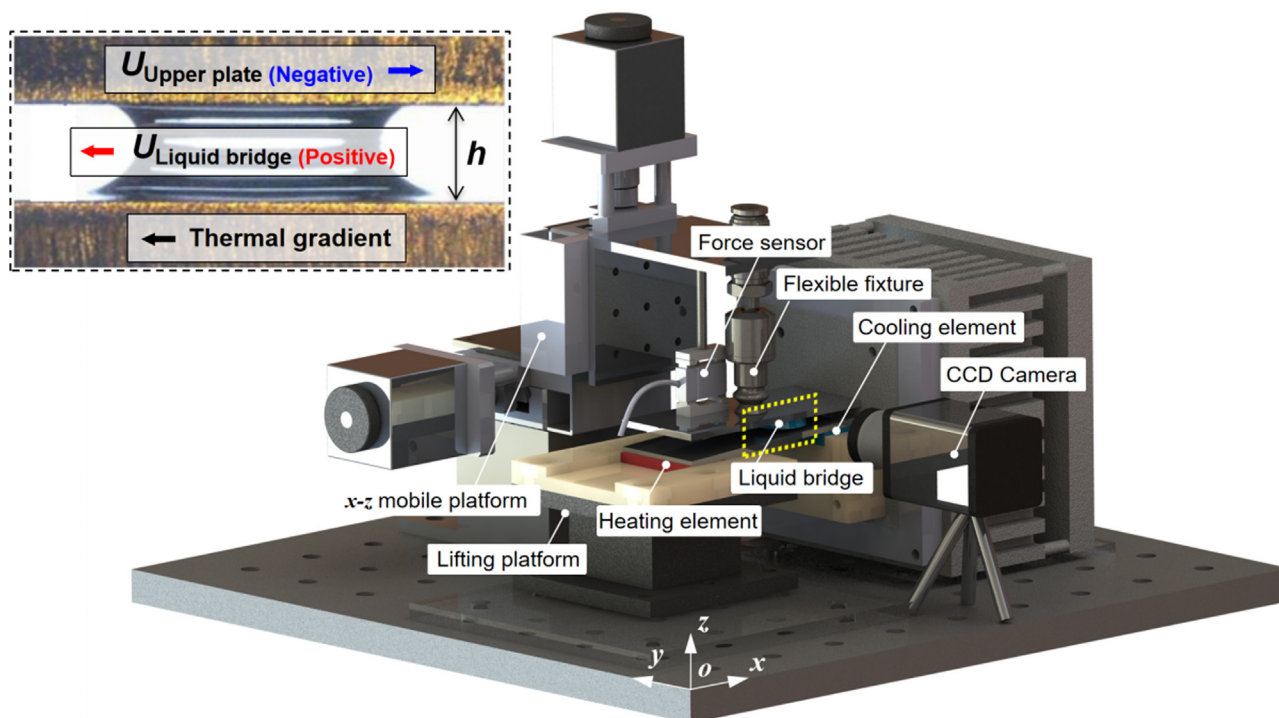 U Upper plate (Negative)
U Liquid bridge (Positive)
h
Thermal gradient
Force sensor
Flexible fixture
Cooling element
CCD Camera
Liquid bridge
x-z mobile platform
Heating element
Lifting platform
z
y
o
x